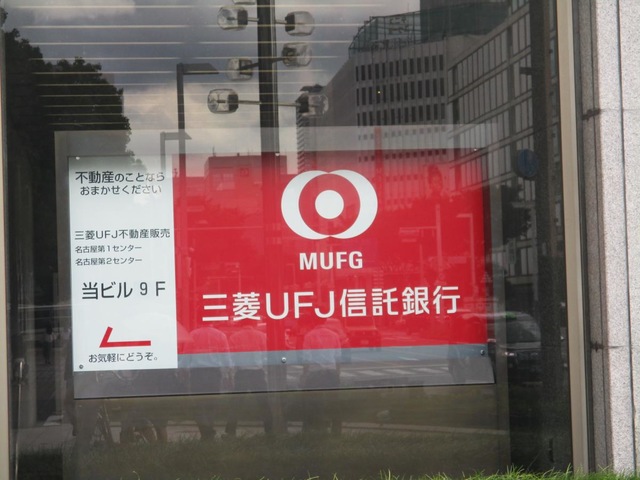 不動産のことなら
おまかせください
三菱UFJ不動産販売
名古屋第1センター
名古屋第2センター
当ビル 9F
お気軽にどうぞ。
MUFG
三菱UFJ信託銀行